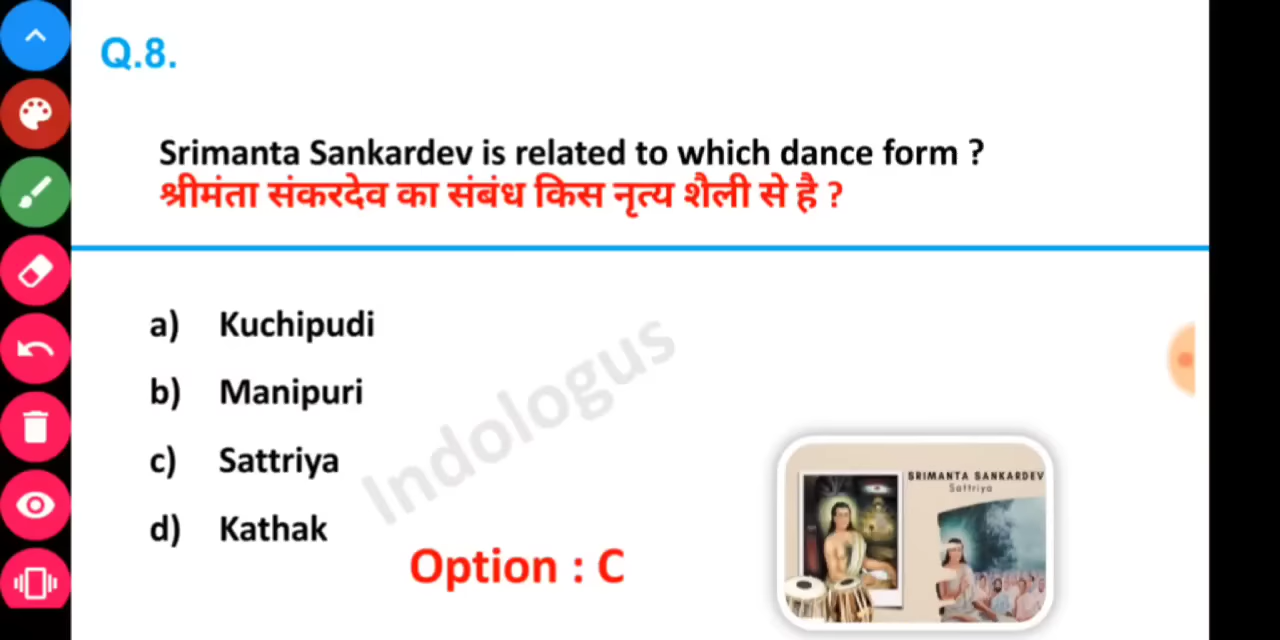 Q.8.
Srimanta Sankardev is related to which dance form ?
श्रीमंता संकरदेव का संबंध किस नृत्य शैली से है ?
a) Kuchipudi
b) Manipuri
c) Sattriya
d) Kathak
Indologus
Option : C
SRIMANTA SANKARDEV
Sattriya